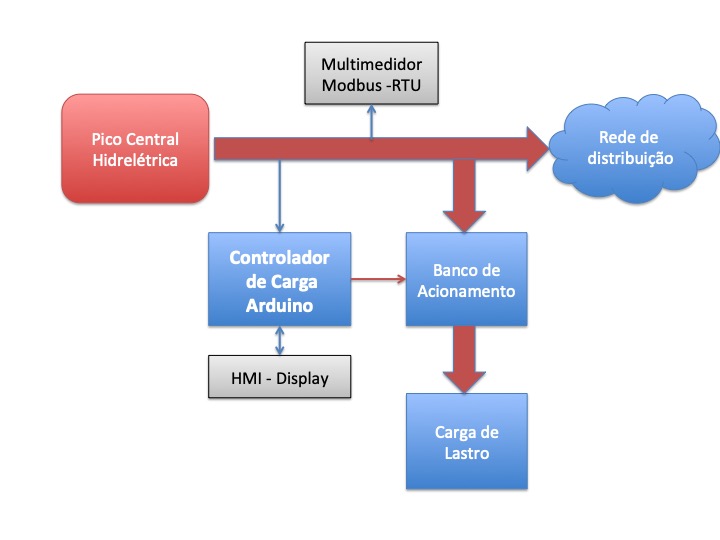 Multimedidor
Modbus -RTU
Pico Central
Hidrelétrica
Rede de
distribuição
Controlador
de Carga
Arduino
Banco de
Acionamento
HMI - Display
Carga de
Lastro